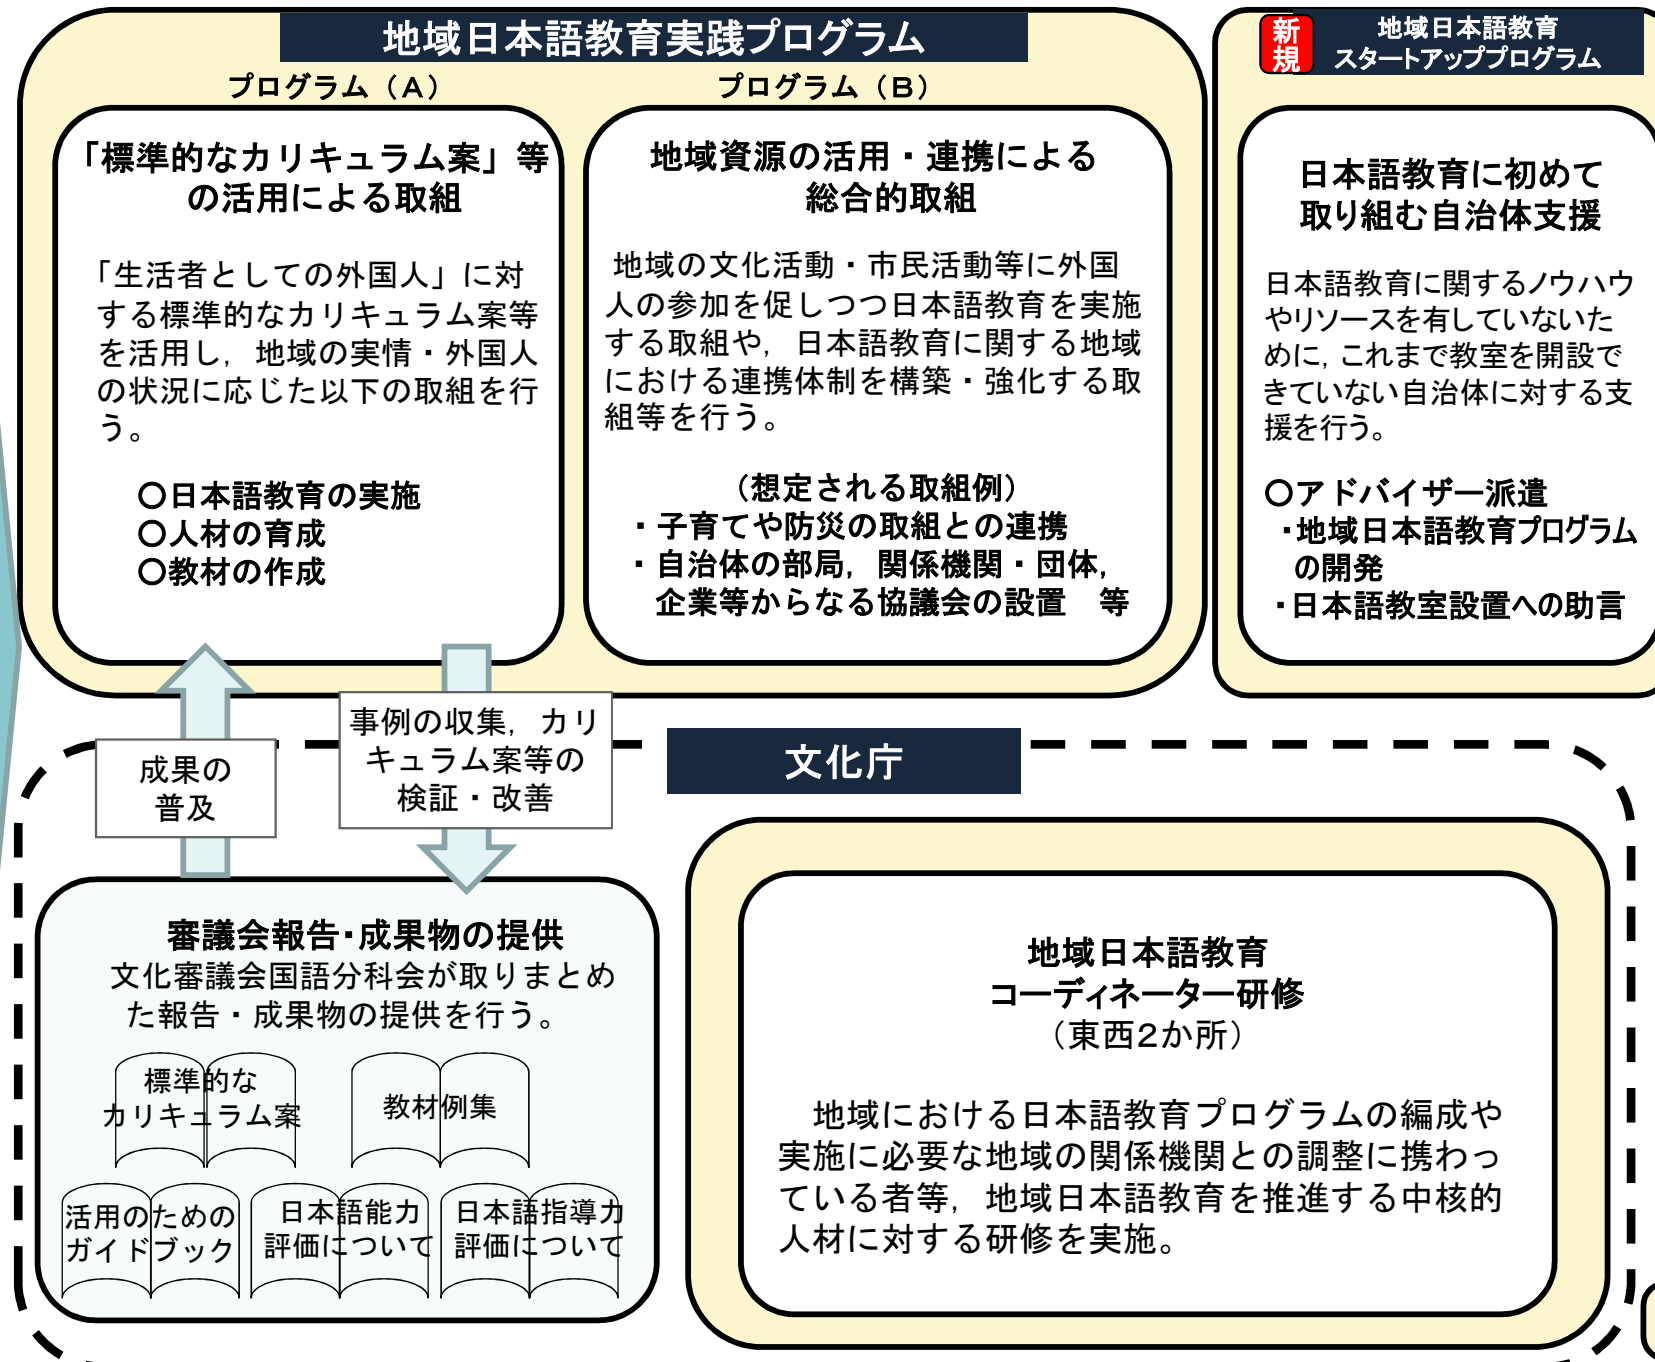 地域日本語教育実践プログラム
プログラム（A）
「標準的なカリキュラム案」等
の活用による取組
「生活者としての外国人」に対
する標準的なカリキュラム案等
を活用し，地域の実情・外国人
の状況に応じた以下の取組を行
う。
○日本語教育の実施
○人材の育成
○教材の作成
プログラム（B）
地域資源の活用・連携による
総合的取組
地域の文化活動・市民活動等に外国
人の参加を促しつつ日本語教育を実施
する取組や，日本語教育に関する地域
における連携体制を構築・強化する取
組等を行う。
（想定される取組例）
・子育てや防災の取組との連携
・自治体の部局，関係機関・団体，
企業等からなる協議会の設置　等
新規
地域日本語教育
スタートアッププログラム
日本語教育に初めて
取り組む自治体支援
日本語教育に関するノウハウ
やリソースを有していないた
めに，これまで教室を開設で
きていない自治体に対する支
援を行う。
○アドバイザー派遣
・地域日本語教育プログラム
の開発
・日本語教室設置への助言
成果の
普及
事例の収集，カリ
キュラム案等の
検証・改善
文化庁
審議会報告・成果物の提供
文化審議会国語分科会が取りまとめ
た報告・成果物の提供を行う。
標準的な
カリキュラム案
教材例集
活用のための
ガイドブック
日本語能力
評価について
日本語指導力
評価について
地域日本語教育
コーディネーター研修
（東西２か所）
地域における日本語教育プログラムの編成や
実施に必要な地域の関係機関との調整に携わっ
ている者等，地域日本語教育を推進する中核的
人材に対する研修を実施。